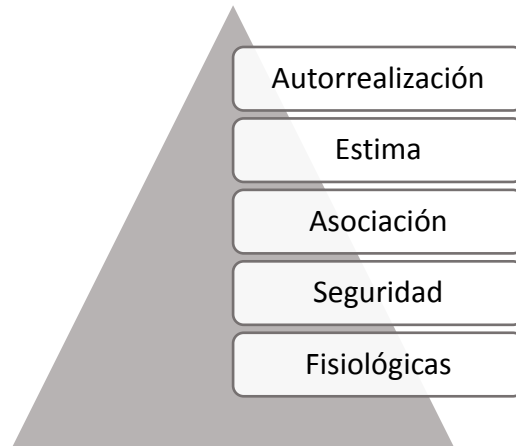 Autorrealización
Estima
Asociación
Seguridad
Fisiológicas